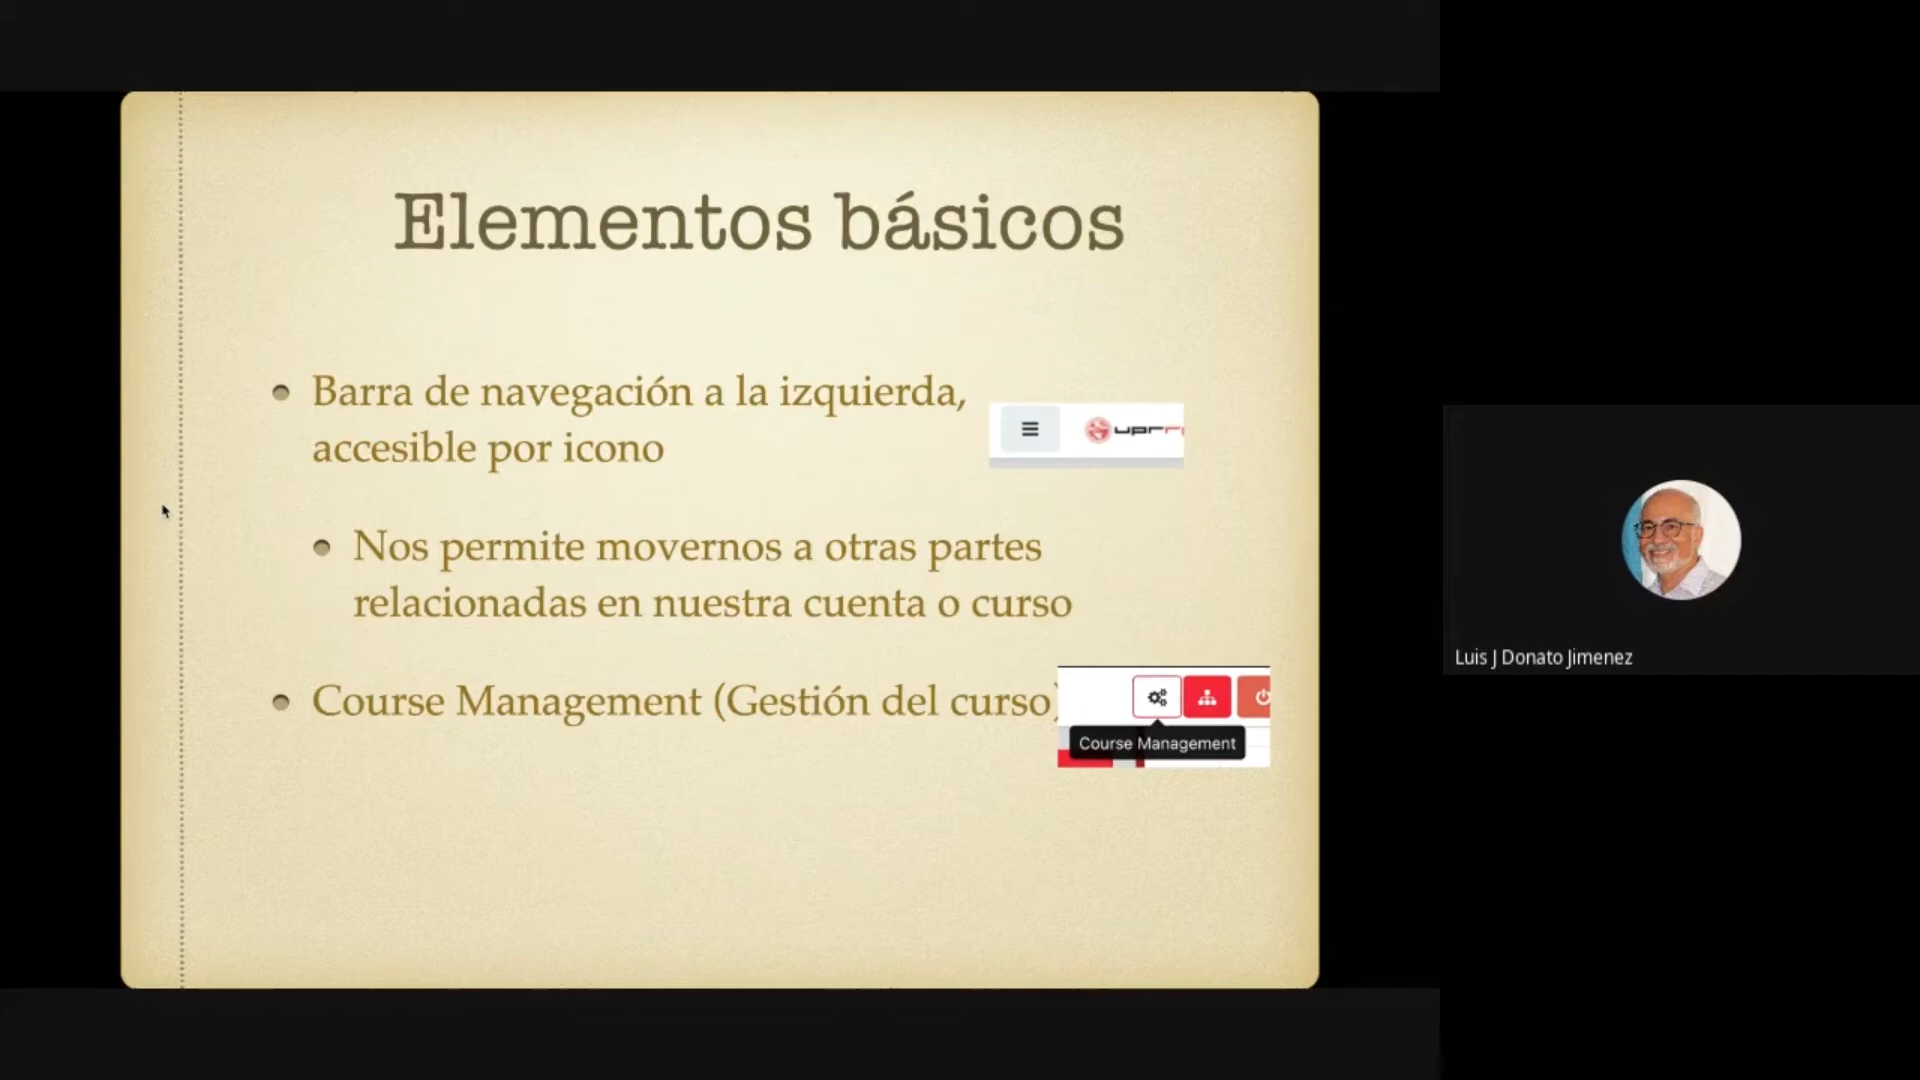 Elementos básicos
Barra de navegación a la izquierda,
accesible por icono
uprr
Nos permite movernos a otras partes
relacionadas en nuestra cuenta o curso
Course Management (Gestión del curso)
Course Management
Luis J Donato Jimenez